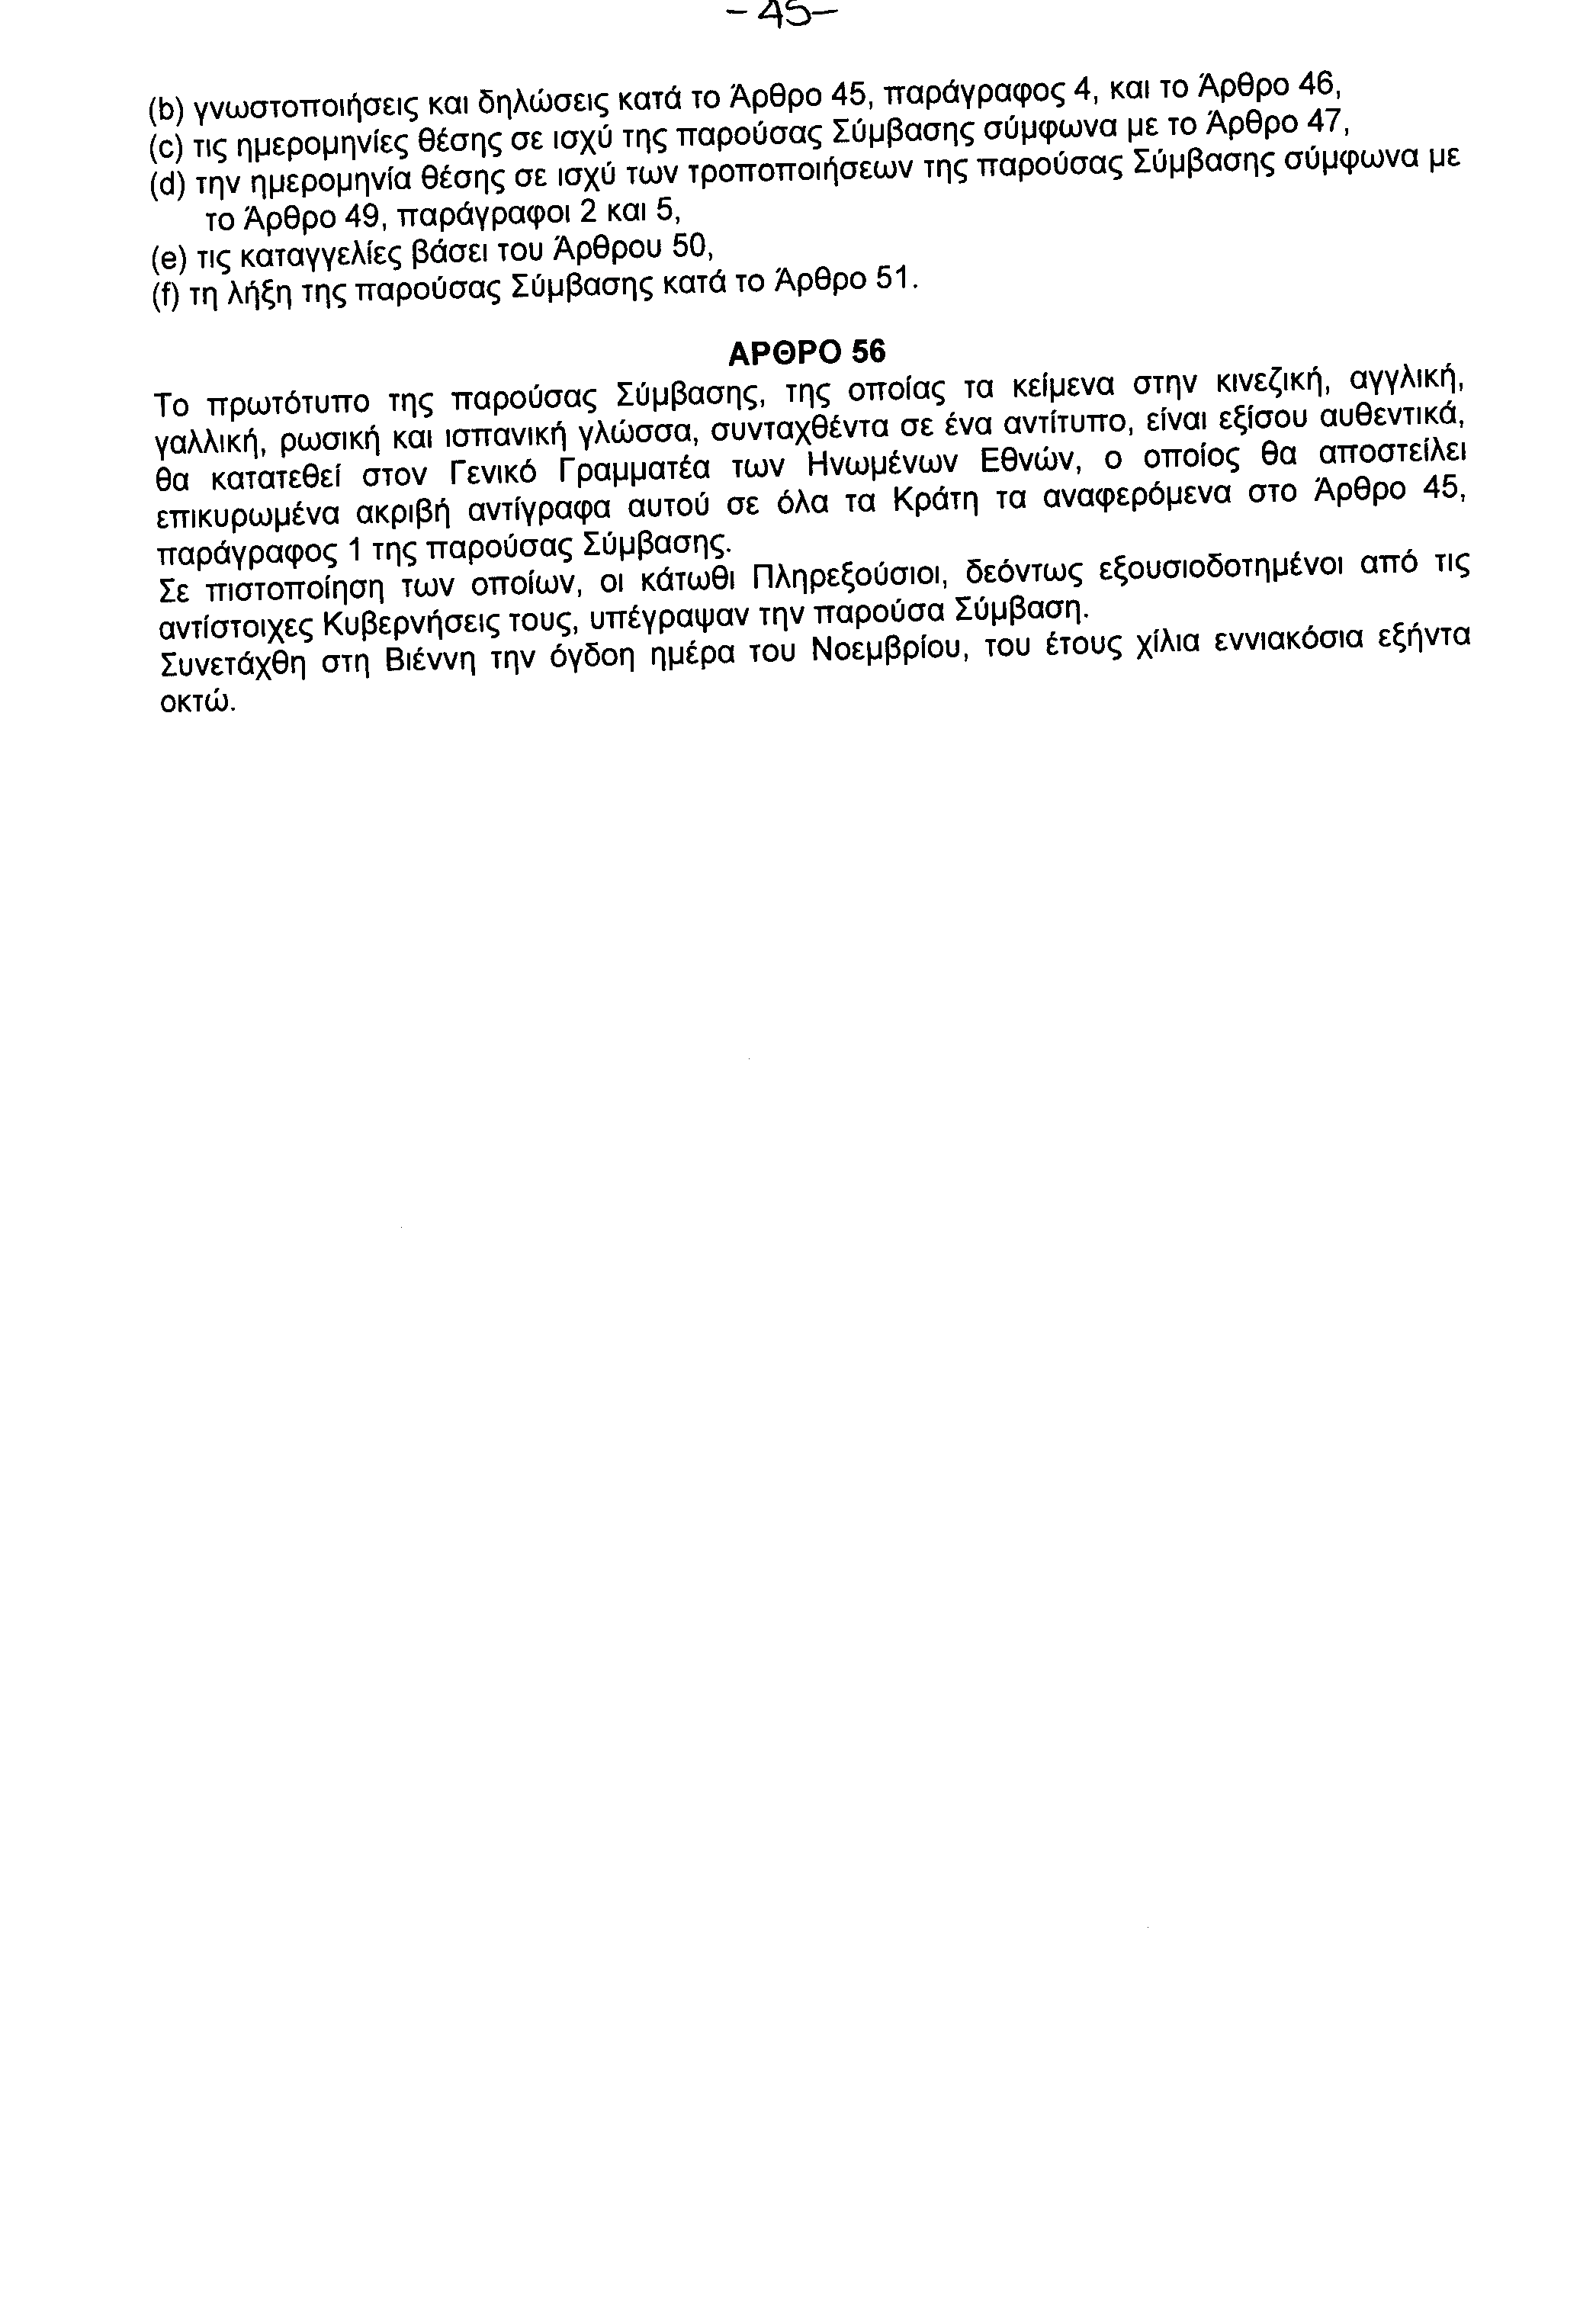 - 45-
(b) γνωστοποιήσεις και δηλώσεις κατά το Άρθρο 45, παράγραφος 4, και το Άρθρο 46,
(c) τις ημερομηνίες θέσης σε ισχύ της παρούσας Σύμβασης σύμφωνα με το Άρθρο 47,
(d) την ημερομηνία θέσης σε ισχύ των τροποποιήσεων της παρούσας Σύμβασης σύμφωνα με
το Άρθρο 49, παράγραφοι 2 και 5,
(e) τις καταγγελίες βάσει του Άρθρου 50,
(f) τη λήξη της παρούσας Σύμβασης κατά το Άρθρο 51.
ΑΡΘΡΟ 56
Το πρωτότυπο της παρούσας Σύμβασης, της οποίας τα κείμενα στην κινεζική, αγγλική,
γαλλική, ρωσική και ισπανική γλώσσα, συνταχθέντα σε ένα αντίτυπο, είναι εξίσου αυθεντικά,
θα κατατεθεί στον Γενικό Γραμματέα των Ηνωμένων Εθνών, ο οποίος θα αποστείλει
επικυρωμένα ακριβή αντίγραφα αυτού σε όλα τα Κράτη τα αναφερόμενα στο Άρθρο 45,
παράγραφος 1 της παρούσας Σύμβασης.
Σε πιστοποίηση των οποίων, οι κάτωθι Πληρεξούσιοι, δεόντως εξουσιοδοτημένοι από τις
αντίστοιχες Κυβερνήσεις τους, υπέγραψαν την παρούσα Σύμβαση.
Συνετάχθη στη Βιέννη την όγδοη ημέρα του Νοεμβρίου, του έτους χίλια εννιακόσια εξήντα
οκτώ.